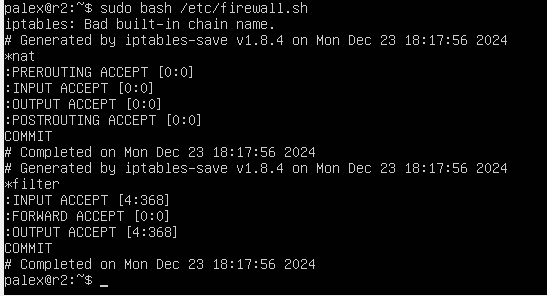 palex@r2:~$ sudo bash /etc/firewall.sh
iptables: Bad built-in chain name.
# Generated by iptables-save v1.8.4 on Mon Dec 23 18:17:56 2024
*nat
:PREROUTING ACCEPT [0:0]
:INPUT ACCEPT [0:0]
:OUTPUT ACCEPT [0:0]
:POSTROUTING ACCEPT [0:0]
COMMIT
# Completed on Mon Dec 23 18:17:56 2024
# Generated by iptables-save v1.8.4 on Mon Dec 23 18:17:56 2024
*filter
:INPUT ACCEPT [4:368]
:FORWARD ACCEPT [0:0]
:OUTPUT ACCEPT [4:368]
COMMIT
# Completed on Mon Dec 23 18:17:56 2024
palex@r2:~$ _